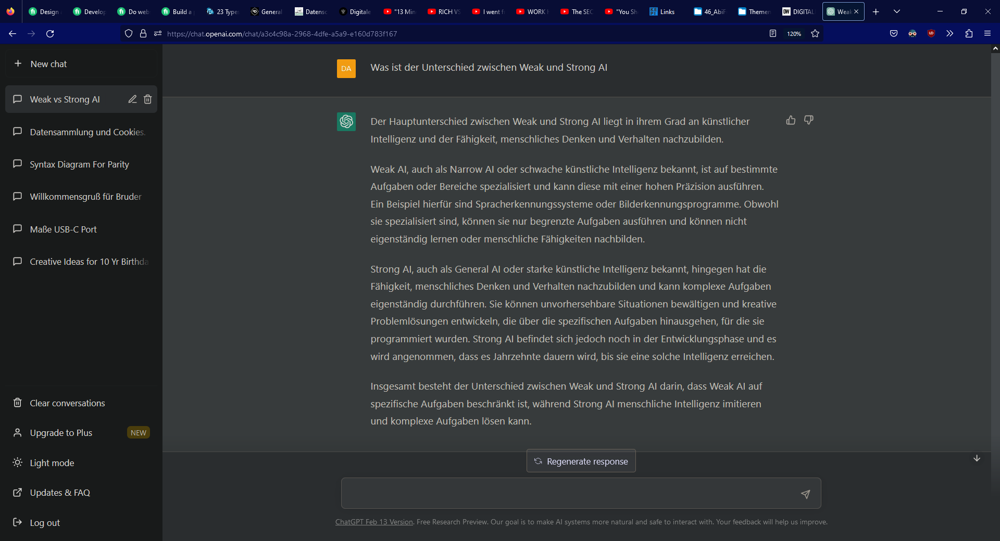 Design
Develop
Do web
Build a
23 Types
General
Datensc
Digitale
"13 Min
RICH VS
I went f
WORK
The SEC
"You Sh
Links
46_AbiF
Themen
DW DIGITAL
Weak
https://chat.openai.com/chat/a3c4c98a-2968-4dfe-a5a9-e160d783f167
120%
New chat
Weak vs Strong AI
Datensammlung und Cookies.
Syntax Diagram For Parity
Willkommensgruß für Bruder
Maße USB-C Port
Creative Ideas for 10 Yr Birthda
Clear conversations
Upgrade to Plus NEW
Light mode
Updates & FAQ
Log out
DA Was ist der Unterschied zwischen Weak und Strong AI
Der Hauptunterschied zwischen Weak und Strong AI liegt in ihrem Grad an künstlicher
Intelligenz und der Fähigkeit, menschliches Denken und Verhalten nachzubilden.
Weak AI, auch als Narrow AI oder schwache künstliche Intelligenz bekannt, ist auf bestimmte
Aufgaben oder Bereiche spezialisiert und kann diese mit einer hohen Präzision ausführen.
Ein Beispiel hierfür sind Spracherkennungssysteme oder Bilderkennungsprogramme. Obwohl
sie spezialisiert sind, können sie nur begrenzte Aufgaben ausführen und können nicht
eigenständig lernen oder menschliche Fähigkeiten nachbilden.
Strong AI, auch als General AI oder starke künstliche Intelligenz bekannt, hingegen hat die
Fähigkeit, menschliches Denken und Verhalten nachzubilden und kann komplexe Aufgaben
eigenständig durchführen. Sie können unvorhersehbare Situationen bewältigen und kreative
Problemlösungen entwickeln, die über die spezifischen Aufgaben hinausgehen, für die sie
programmiert wurden. Strong AI befindet sich jedoch noch in der Entwicklungsphase und es
wird angenommen, dass es Jahrzehnte dauern wird, bis sie eine solche Intelligenz erreichen.
Insgesamt besteht der Unterschied zwischen Weak und Strong AI darin, dass Weak AI auf
spezifische Aufgaben beschränkt ist, während Strong AI menschliche Intelligenz imitieren
und komplexe Aufgaben lösen kann.
Regenerate response
ChatGPT Feb 13 Version. Free Research Preview. Our goal is to make AI systems more natural and safe to interact with. Your feedback will help us improve.